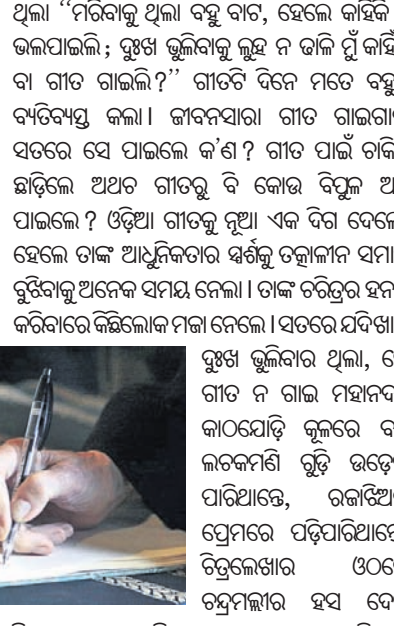 ଥିଲା ‘‘ମରିବାକୁ ଥିଲା ବହୁ ବାଟ, ହେଲେ କାହିଁକି
ଭଲପାଇଲି ; ଦୁଃଖ ଭୁଲିବାକୁ ଲୁହ ନ ଢାଳି ମୁଁ କାହିଁ
ବା ଗୀତ ଗାଇଲି ?’’ ଗୀତଟି ଦିନେ ମତେ ବହୁ
ବ୍ୟତିବ୍ୟସ୍ତ କଲା । ଜୀବନସାରା ଗୀତ ଗାଇଗା
ସତରେ ସେ ପାଇଲେ କ’ଣ ? ଗୀତ ପାଇଁ ଚାକି
ଛାଡ଼ିଲେ ଅଥଚ ଗୀତରୁ ବି କୋଉ ବିପୁଳ ଅ
ପାଇଲେ ? ଓଡ଼ିଆ ଗୀତକୁ ନୂଆ ଏକ ଦିଗ ଦେଲେ
ହେଲେ ତାଙ୍କ ଆଧୁନିକତାର ସ୍ପର୍ଶକୁ ତତ୍କାଳୀନ ସମା
ବୁଝିବାକୁ ଅନେକ ସମୟ ନେଲା । ତାଙ୍କ ଚରିତ୍ରର ହନ
କରିବାରେ କିଛିଲୋକ ମଜା ନେଲେ । ସତରେ ଯଦି ଖା
ଦୁଃଖ ଭୁଲିବାର ଥିଲା, ସେ
ଗୀତ ନ ଗାଇ ମହାନଦୀ
କାଠଯୋଡ଼ି କୂଳରେ ବ
ଲଚକମଣି ଗୁଡ଼ି ଉଡ଼େ
ପାରିଥାନ୍ତେ, ରଜାଝିଅ
ପ୍ରେମରେ ପଡ଼ିପାରିଥାନ୍ତେ
ଚିତ୍ରଲେଖାର ଓଠରେ
ଚନ୍ଦ୍ରମଲ୍ଲୀର ହସ ଦେ